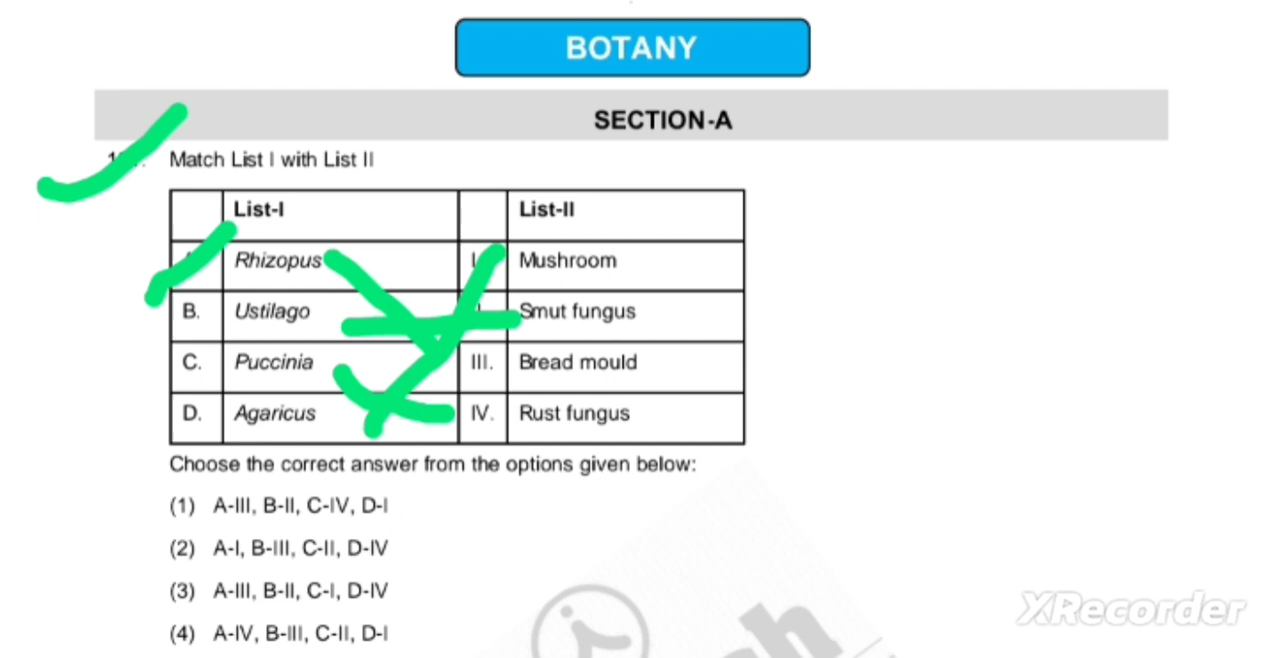 BOTANY
SECTION-A
Match List I with List II
List-I List-II
Rhizopus Mushroom
B. Ustilago Smut fungus
C. Puccinia III. Bread mould
D. Agaricus IV. Rust fungus
Choose the correct answer from the options given below:
(1) A-III, B-II, C-IV, D-I
(2) A-I, B-III, C-II, D-IV
(3) A-III, B-II, C-I, D-IV
(4) A-IV, B-III, C-II, D-I
XRecorder